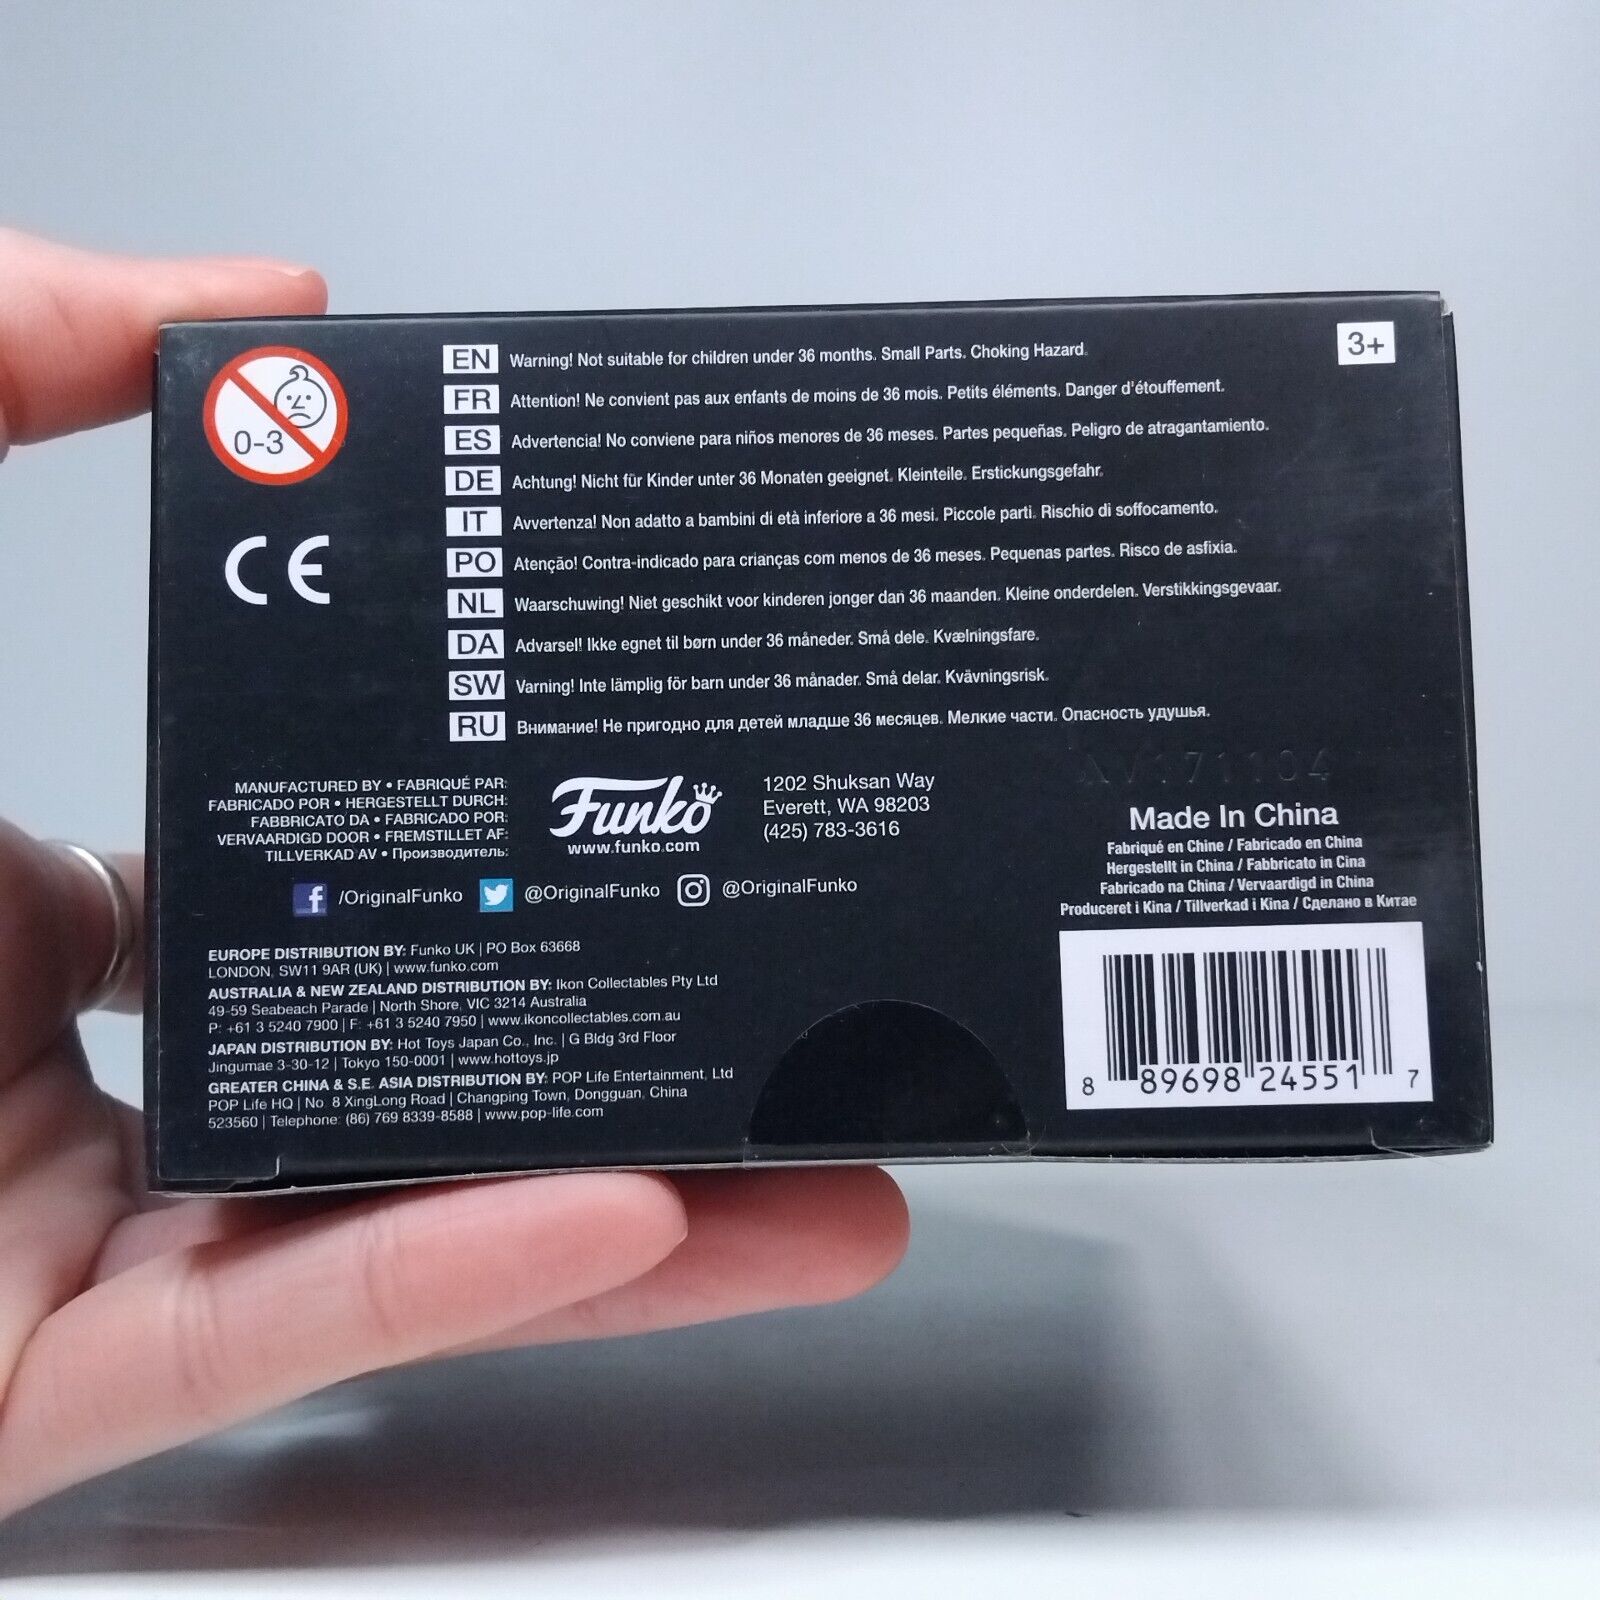 0-3
CE
EN Warning! Not suitable for children under 36 months. Small Parts. Choking Hazard.
FR Attention! Ne convient pas aux enfants de moins de 36 mois. Petits éléments. Danger d'étouffement.
ES Advertencia! No conviene para niños menores de 36 meses. Partes pequeñas. Peligro de atragantamiento.
DE Achtung! Nicht für Kinder unter 36 Monaten geeignet. Kleinteile. Erstickungsgefahr.
IT Avvertenza! Non adatto a bambini di età inferiore a 36 mesi. Piccole parti. Rischio di soffocamento.
PO Atenção! Contra-indicado para crianças com menos de 36 meses. Pequenas partes. Risco de asfixia.
NL Waarschuwing! Niet geschikt voor kinderen jonger dan 36 maanden. Kleine onderdelen. Verstikkingsgevaar.
DA Advarsel! Ikke egnet til børn under 36 måneder. Små dele. Kvælningsfare.
SW Varning! Inte lämplig för barn under 36 månader. Små delar. Kvävningsrisk.
RU Внимание! Не пригодно для детей младше 36 месяцев. Мелкие части. Опасность удушья.
3+
MANUFACTURED BY • FABRIQUÉ PAR:
FABRICADO POR • HERGESTELLT DURCH:
FABBRICATO DA • FABRICADO POR:
VERVAARDIGD DOOR • FREMSTILLET AF:
TILLVERKAD AV • Производитель:
Funko
www.funko.com
1202 Shuksan Way
Everett, WA 98203
(425) 783-3616
f /OriginalFunko @OriginalFunko @OriginalFunko
EUROPE DISTRIBUTION BY: Funko UK | PO Box 63668
LONDON, SW11 9AR (UK) | www.funko.com
AUSTRALIA & NEW ZEALAND DISTRIBUTION BY: Ikon Collectables Pty Ltd
49-59 Seabeach Parade | North Shore, VIC 3214 Australia
P: +61 3 5240 7900 | F: +61 3 5240 7950 | www.ikoncollectables.com.au
JAPAN DISTRIBUTION BY: Hot Toys Japan Co., Inc. | G Bldg 3rd Floor
Jingumae 3-30-12 | Tokyo 150-0001 | www.hottoys.jp
GREATER CHINA & S.E. ASIA DISTRIBUTION BY: POP Life Entertainment, Ltd
POP Life HQ | No. 8 XingLong Road | Changping Town, Dongguan, China
523560 | Telephone: (86) 769 8339-8588 | www.pop-life.com
Made In China
Fabriqué en Chine / Fabricado en China
Hergestellt in China / Fabbricato in Cina
Fabricado na China / Vervaardigd in China
Produceret i Kina / Tillverkad i Kina / Сделано в Китае
8 89698 24551 7